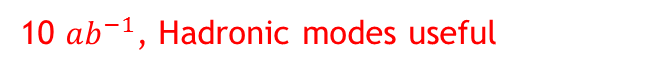 10 ab⁻¹, Hadronic modes useful